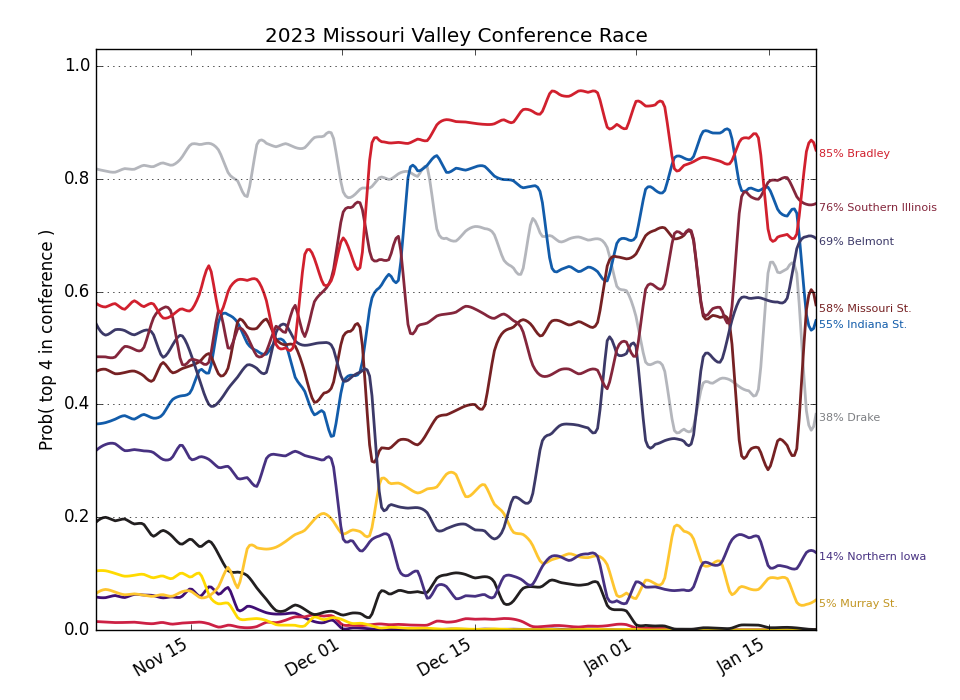 2023 Missouri Valley Conference Race
Prob( top 4 in conference )
1.0
0.8
0.6
0.4
0.2
0.0
Nov 15
Dec 01
Dec 15
Jan 01
Jan 15
85% Bradley
76% Southern Illinois
69% Belmont
58% Missouri St.
55% Indiana St.
38% Drake
14% Northern Iowa
5% Murray St.